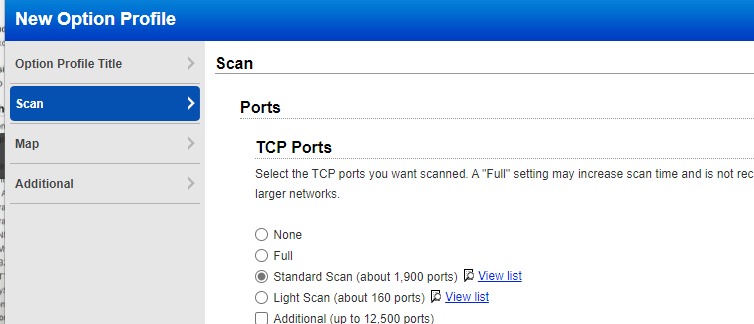 New Option Profile
Option Profile Title
Scan
Map
Additional
Scan
Ports
TCP Ports
Select the TCP ports you want scanned. A "Full" setting may increase scan time and is not rec
larger networks.
None
Full
Standard Scan (about 1,900 ports) View list
Light Scan (about 160 ports) View list
Additional (up to 12,500 ports)